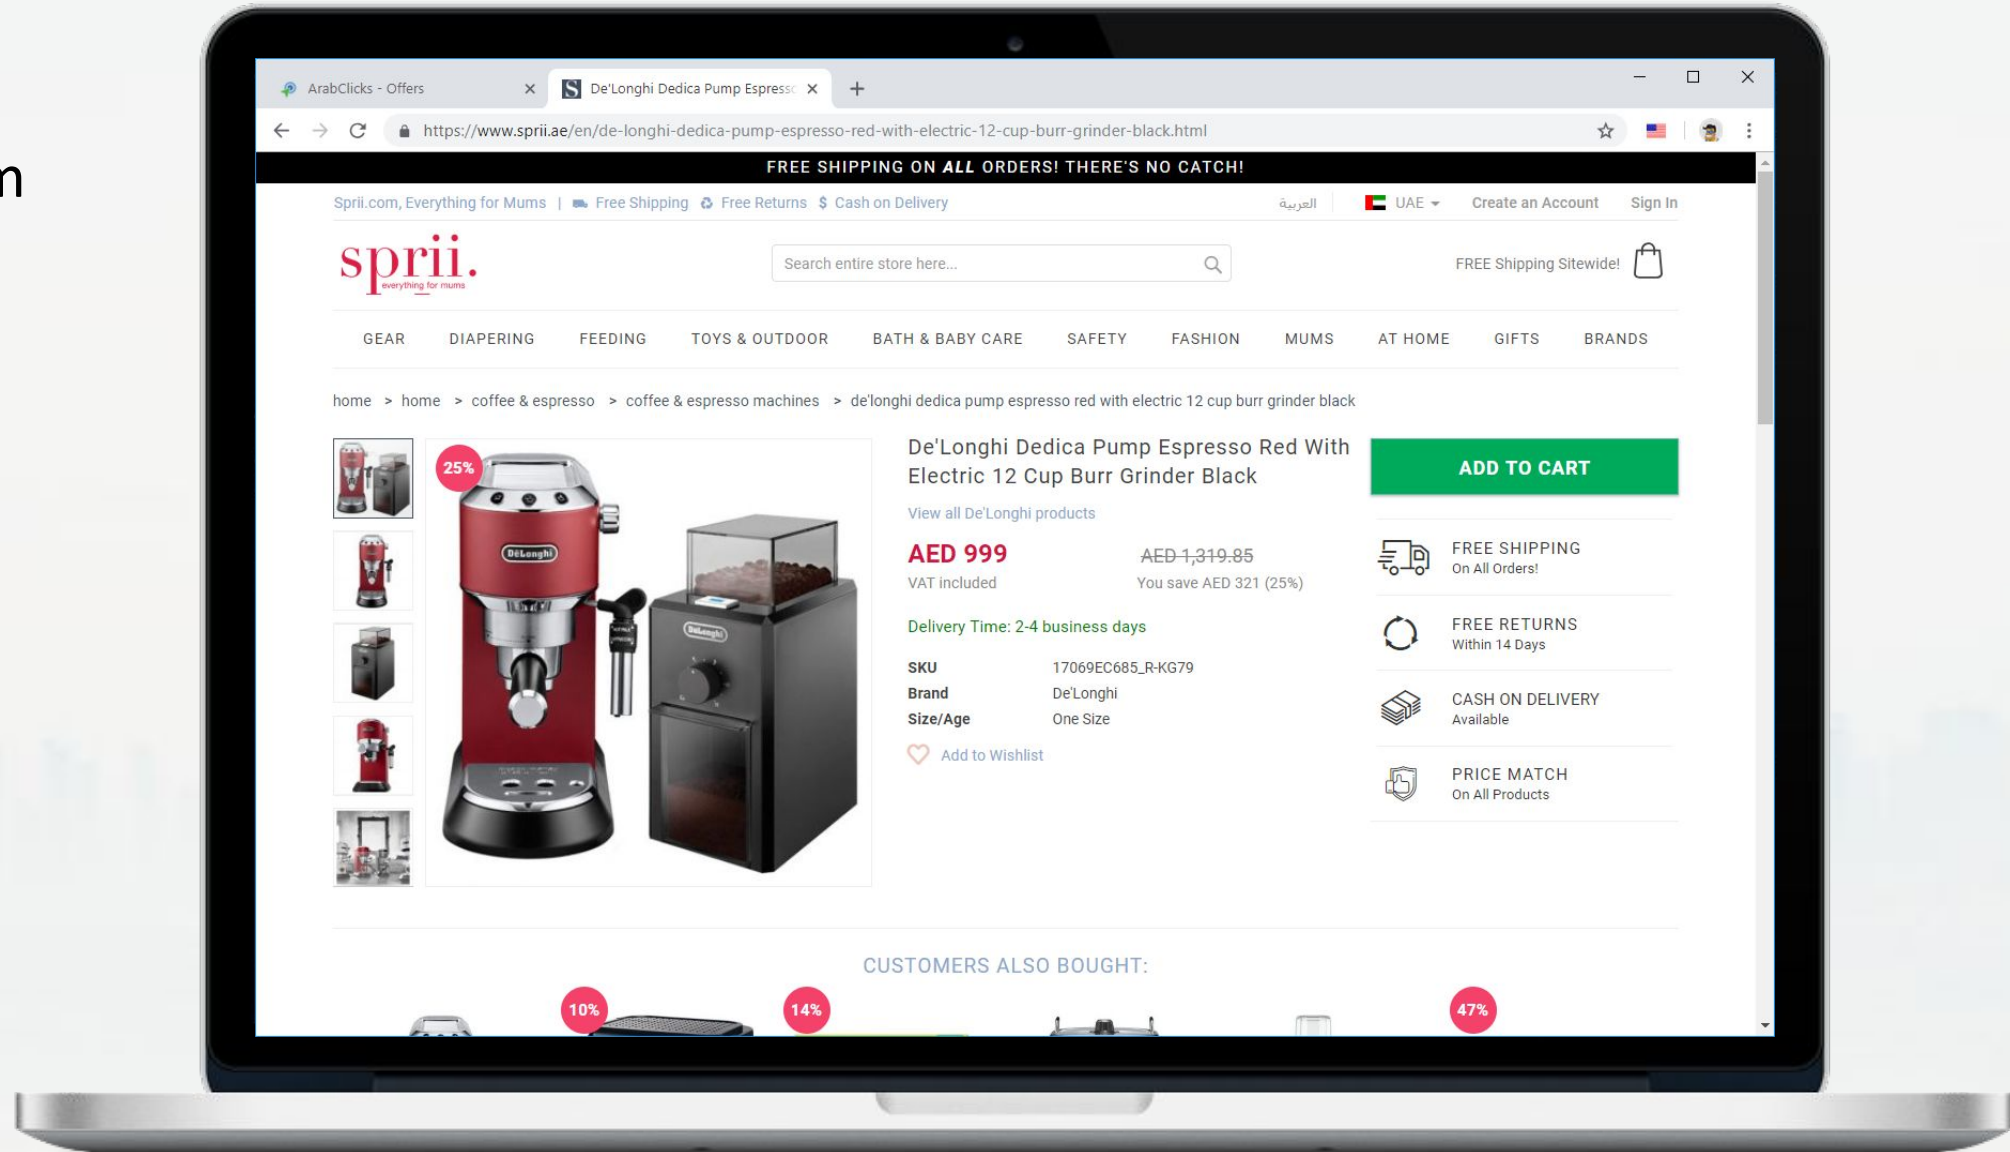 m
ArabClicks - Offers
De'Longhi Dedica Pump Espresso
https://www.sprii.ae/en/de-longhi-dedica-pump-espresso-red-with-electric-12-cup-burr-grinder-black.html
FREE SHIPPING ON ALL ORDERS! THERE'S NO CATCH!
Sprii.com, Everything for Mums | Free Shipping Free Returns $ Cash on Delivery العربية UAE Create an Account Sign In
sprii.
everything for mums
Search entire store here...
FREE Shipping Sitewide!
GEAR DIAPERING FEEDING TOYS & OUTDOOR BATH & BABY CARE SAFETY FASHION MUMS AT HOME GIFTS BRANDS
home > home > coffee & espresso > coffee & espresso machines > de'longhi dedica pump espresso red with electric 12 cup burr grinder black
25%
DeLonghi
DeLonghi
De'Longhi Dedica Pump Espresso Red With
Electric 12 Cup Burr Grinder Black
View all De'Longhi products
AED 999 AED 1,319.85
VAT included You save AED 321 (25%)
Delivery Time: 2-4 business days
SKU 17069EC685_R-KG79
Brand De'Longhi
Size/Age One Size
Add to Wishlist
ADD TO CART
FREE SHIPPING
On All Orders!
FREE RETURNS
Within 14 Days
CASH ON DELIVERY
Available
PRICE MATCH
On All Products
CUSTOMERS ALSO BOUGHT:
10% 14% 47%